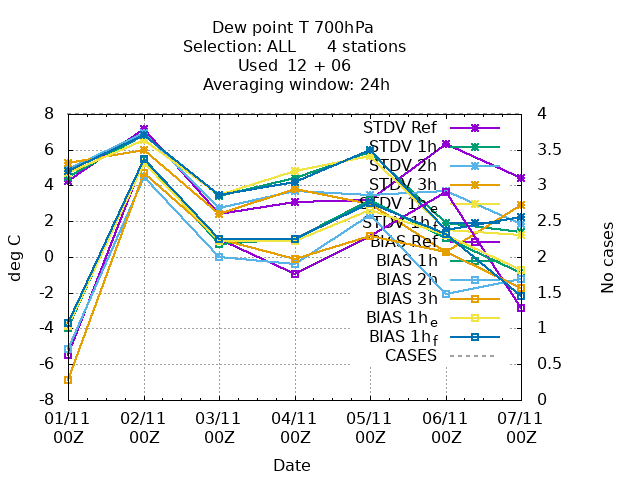 Dew point T 700hPa
Selection: ALL 4 stations
Used 12 + 06
Averaging window: 24h
8
6
4
2
0
-2
-4
-6
-8
deg C
4
3.5
3
2.5
2
1.5
1
0.5
0
No cases
STDV Ref
STDV 1h
STDV 2h
STDV 3h
STDV 1he
STDV 1hf
BIAS Ref
BIAS 1h
BIAS 2h
BIAS 3h
BIAS 1he
BIAS 1hf
CASES
01/11 02/11 03/11 04/11 05/11 06/11 07/11
00Z 00Z 00Z 00Z 00Z 00Z 00Z
Date